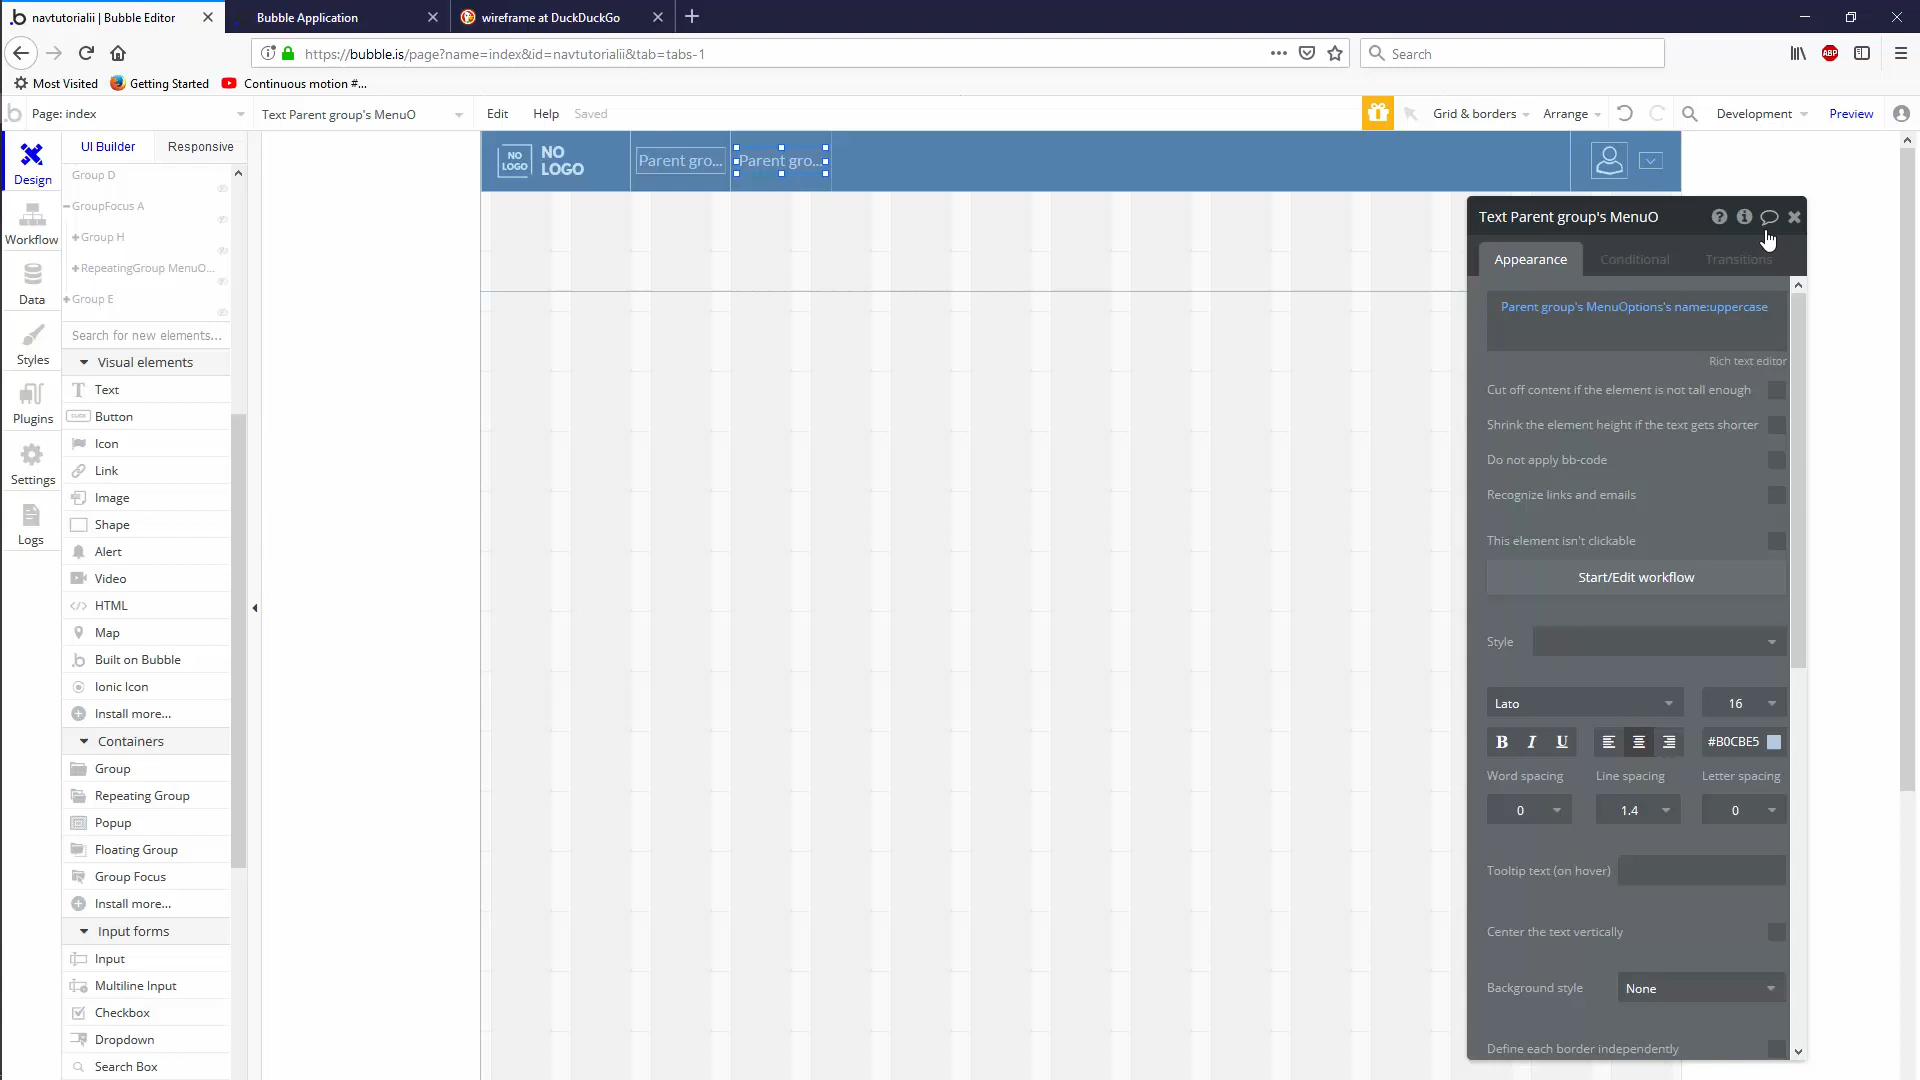 navtutorialii | Bubble Editor
Bubble Application
wireframe at DuckDuckGo
https://bubble.is/page?name=index&id=navtutorialii&tab=tabs-1
Search
ABP
Most Visited
Getting Started
Continuous motion #...
Page: index
Text Parent group's MenuO
Edit
Help
Saved
Grid & borders
Arrange
Development
Preview
Design
Workflow
Data
Styles
Plugins
Settings
Logs
UI Builder
Responsive
Group D
GroupFocus A
Group H
RepeatingGroup MenuO...
Group E
Search for new elements...
Visual elements
Text
Button
Icon
Link
Image
Shape
Alert
Video
HTML
Map
Built on Bubble
Ionic Icon
Install more...
Containers
Group
Repeating Group
Popup
Floating Group
Group Focus
Install more...
Input forms
Input
Multiline Input
Checkbox
Dropdown
Search Box
NO
LOGO
NO
LOGO
Parent gro...
Parent gro...
Text Parent group's MenuO
Appearance
Conditional
Transitions
Parent group's MenuOptions's name:uppercase
Rich text editor
Cut off content if the element is not tall enough
Shrink the element height if the text gets shorter
Do not apply bb-code
Recognize links and emails
This element isn't clickable
Start/Edit workflow
Style
Lato
16
B I U
#B0CBE5
Word spacing
Line spacing
Letter spacing
0
1.4
0
Tooltip text (on hover)
Center the text vertically
Background style
None
Define each border independently